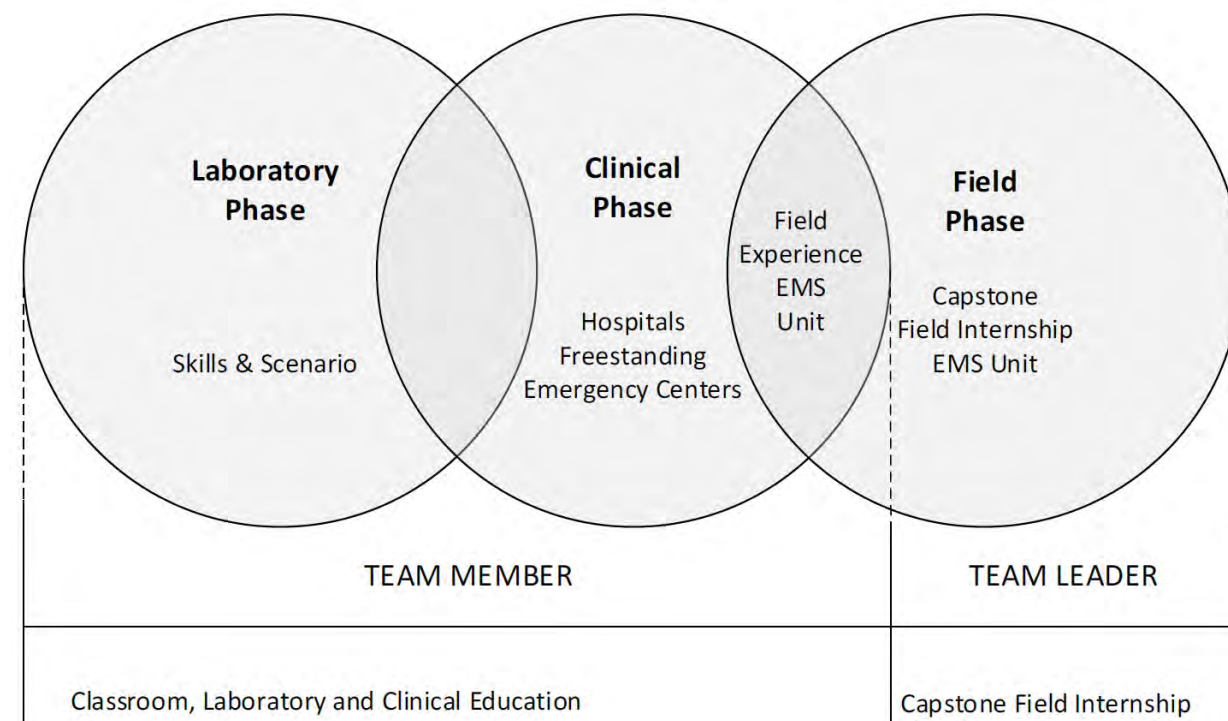 Laboratory
Phase
Skills & Scenario
Clinical
Phase
Hospitals
Freestanding
Emergency Centers
Field
Experience
EMS
Unit
Field
Phase
Capstone
Field Internship
EMS Unit
TEAM MEMBER
TEAM LEADER
Classroom, Laboratory and Clinical Education
Capstone Field Internship